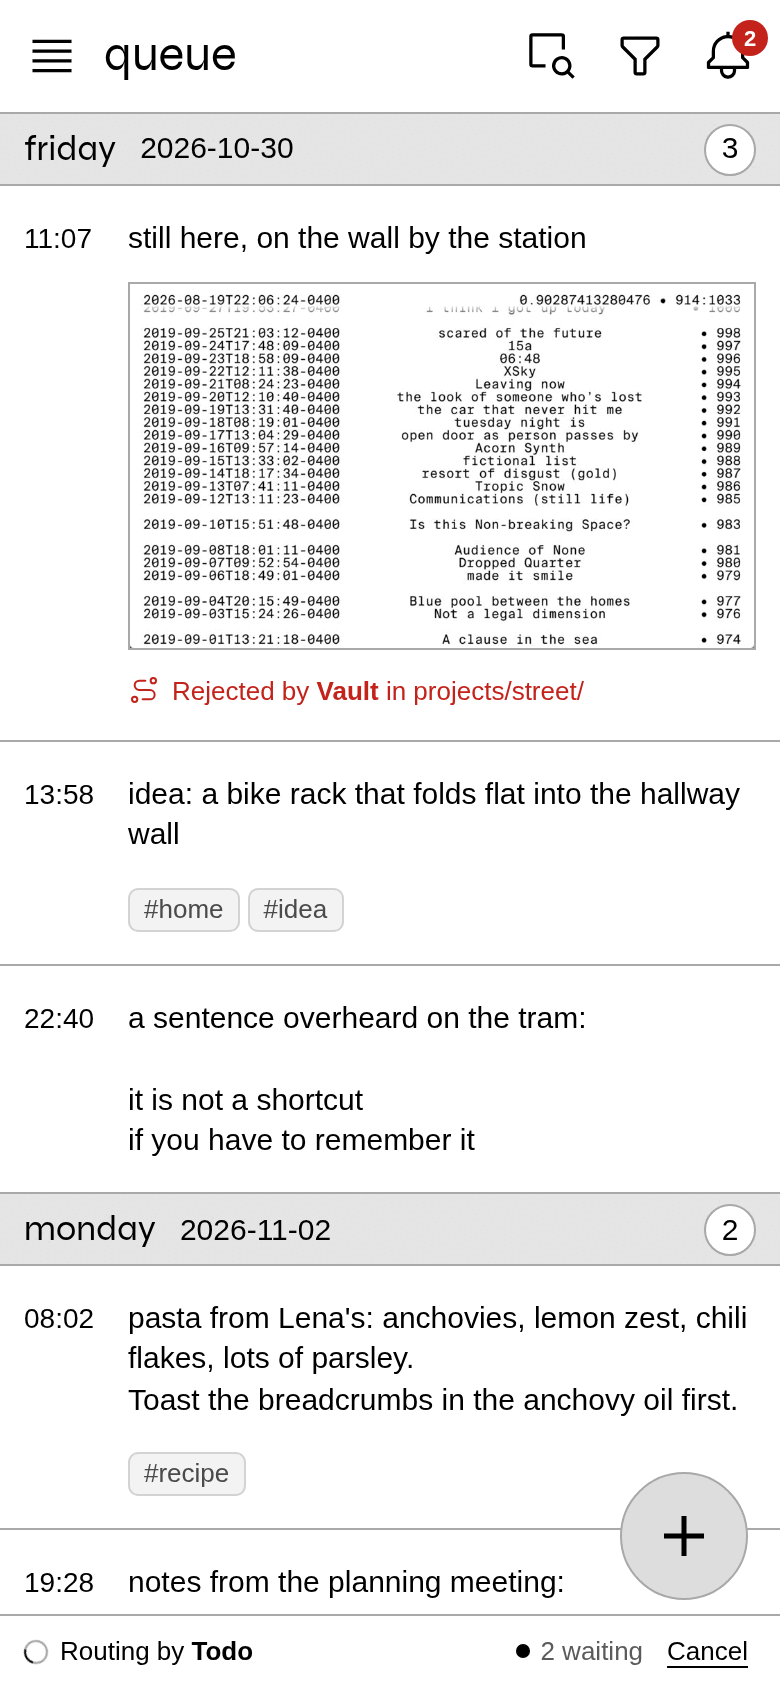 queue
2
friday 2026-10-30 3
11:07 still here, on the wall by the station
2026-08-19T22:06:24-0400 0.90287413280476 • 914:1033
2019-09-27T19:53:27-0400 i think i got up today • 1000
2019-09-25T21:03:12-0400 scared of the future • 998
2019-09-24T17:48:09-0400 15a • 997
2019-09-23T18:58:09-0400 06:48 • 996
2019-09-22T12:11:38-0400 XSky • 995
2019-09-21T08:24:23-0400 Leaving now • 994
2019-09-20T12:10:40-0400 the look of someone who's lost • 993
2019-09-19T13:31:40-0400 the car that never hit me • 992
2019-09-18T08:19:01-0400 tuesday night is • 991
2019-09-17T13:04:29-0400 open door as person passes by • 990
2019-09-16T09:57:14-0400 Acorn Synth • 989
2019-09-15T13:33:02-0400 fictional list • 988
2019-09-14T18:17:34-0400 resort of disgust (gold) • 987
2019-09-13T07:41:11-0400 Tropic Snow • 986
2019-09-12T13:11:23-0400 Communications (still life) • 985
2019-09-10T15:51:48-0400 Is this Non-breaking Space? • 983
2019-09-08T18:01:11-0400 Audience of None • 981
2019-09-07T09:52:54-0400 Dropped Quarter • 980
2019-09-06T18:49:01-0400 made it smile • 979
2019-09-04T20:15:49-0400 Blue pool between the homes • 977
2019-09-03T15:24:26-0400 Not a legal dimension • 976
2019-09-01T13:21:18-0400 A clause in the sea • 974
Rejected by Vault in projects/street/
13:58 idea: a bike rack that folds flat into the hallway
wall
#home #idea
22:40 a sentence overheard on the tram:
it is not a shortcut
if you have to remember it
monday 2026-11-02 2
08:02 pasta from Lena's: anchovies, lemon zest, chili
flakes, lots of parsley.
Toast the breadcrumbs in the anchovy oil first.
#recipe
19:28 notes from the planning meeting:
Routing by Todo • 2 waiting Cancel